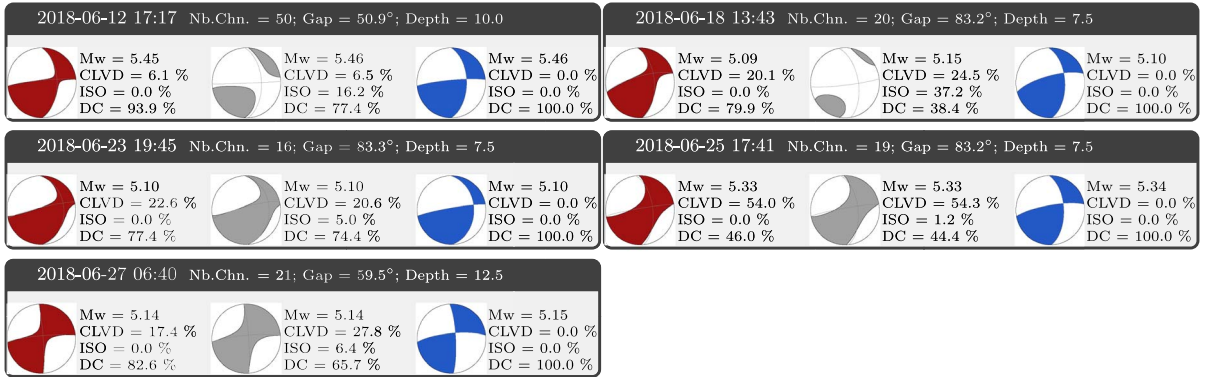 2018-06-12 17:17 Nb.Chn. = 50; Gap = 50.9°; Depth = 10.0
Mw = 5.45
CLVD = 6.1 %
ISO = 0.0 %
DC = 93.9 %
Mw = 5.46
CLVD = 6.5 %
ISO = 16.2 %
DC = 77.4 %
Mw = 5.46
CLVD = 0.0 %
ISO = 0.0 %
DC = 100.0 %
2018-06-18 13:43 Nb.Chn. = 20; Gap = 83.2°; Depth = 7.5
Mw = 5.09
CLVD = 20.1 %
ISO = 0.0 %
DC = 79.9 %
Mw = 5.15
CLVD = 24.5 %
ISO = 37.2 %
DC = 38.4 %
Mw = 5.10
CLVD = 0.0 %
ISO = 0.0 %
DC = 100.0 %
2018-06-23 19:45 Nb.Chn. = 16; Gap = 83.3°; Depth = 7.5
Mw = 5.10
CLVD = 22.6 %
ISO = 0.0 %
DC = 77.4 %
Mw = 5.10
CLVD = 20.6 %
ISO = 5.0 %
DC = 74.4 %
Mw = 5.10
CLVD = 0.0 %
ISO = 0.0 %
DC = 100.0 %
2018-06-25 17:41 Nb.Chn. = 19; Gap = 83.2°; Depth = 7.5
Mw = 5.33
CLVD = 54.0 %
ISO = 0.0 %
DC = 46.0 %
Mw = 5.33
CLVD = 54.3 %
ISO = 1.2 %
DC = 44.4 %
Mw = 5.34
CLVD = 0.0 %
ISO = 0.0 %
DC = 100.0 %
2018-06-27 06:40 Nb.Chn. = 21; Gap = 59.5°; Depth = 12.5
Mw = 5.14
CLVD = 17.4 %
ISO = 0.0 %
DC = 82.6 %
Mw = 5.14
CLVD = 27.8 %
ISO = 6.4 %
DC = 65.7 %
Mw = 5.15
CLVD = 0.0 %
ISO = 0.0 %
DC = 100.0 %